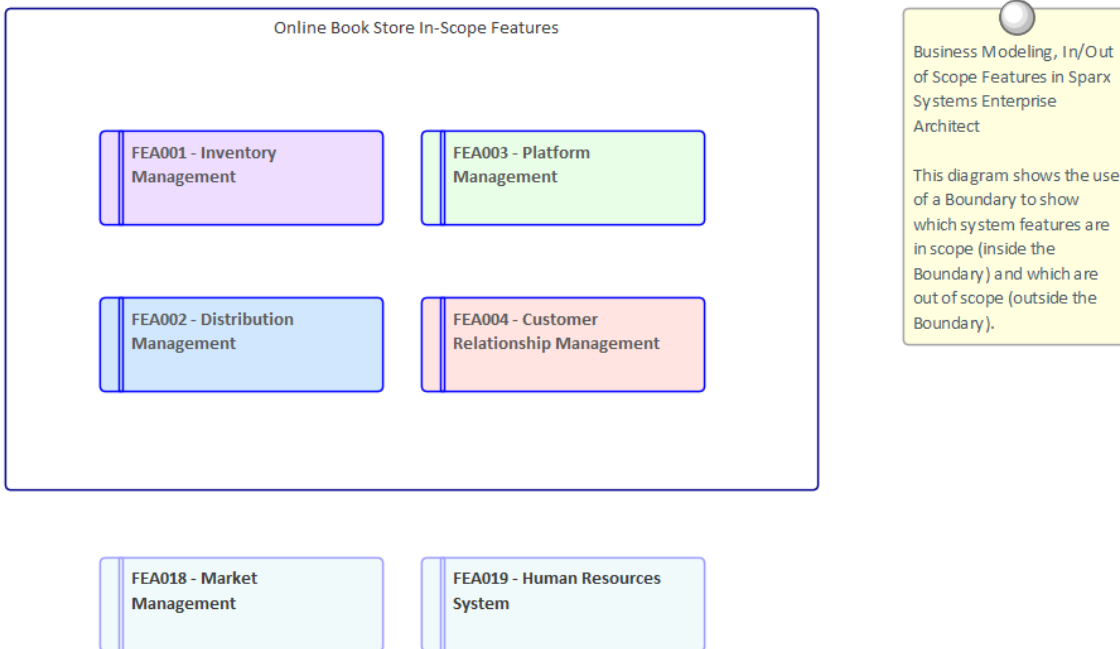 Online Book Store In-Scope Features
FEA001 - Inventory
Management
FEA003 - Platform
Management
FEA002 - Distribution
Management
FEA004 - Customer
Relationship Management
FEA018 - Market
Management
FEA019 - Human Resources
System
Business Modeling, In/Out
of Scope Features in Sparx
Systems Enterprise
Architect
This diagram shows the use
of a Boundary to show
which system features are
in scope (inside the
Boundary) and which are
out of scope (outside the
Boundary).